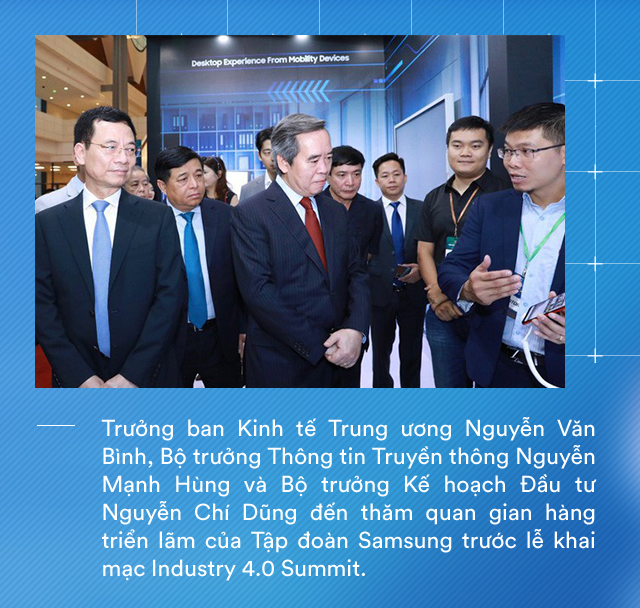 Desktop Experience From Mobility Devices
Trưởng ban Kinh tế Trung ương Nguyễn Văn
Bình, Bộ trưởng Thông tin Truyền thông Nguyễn
Mạnh Hùng và Bộ trưởng Kế hoạch Đầu tư
Nguyễn Chí Dũng đến thăm quan gian hàng
triển lãm của Tập đoàn Samsung trước lễ khai
mạc Industry 4.0 Summit.